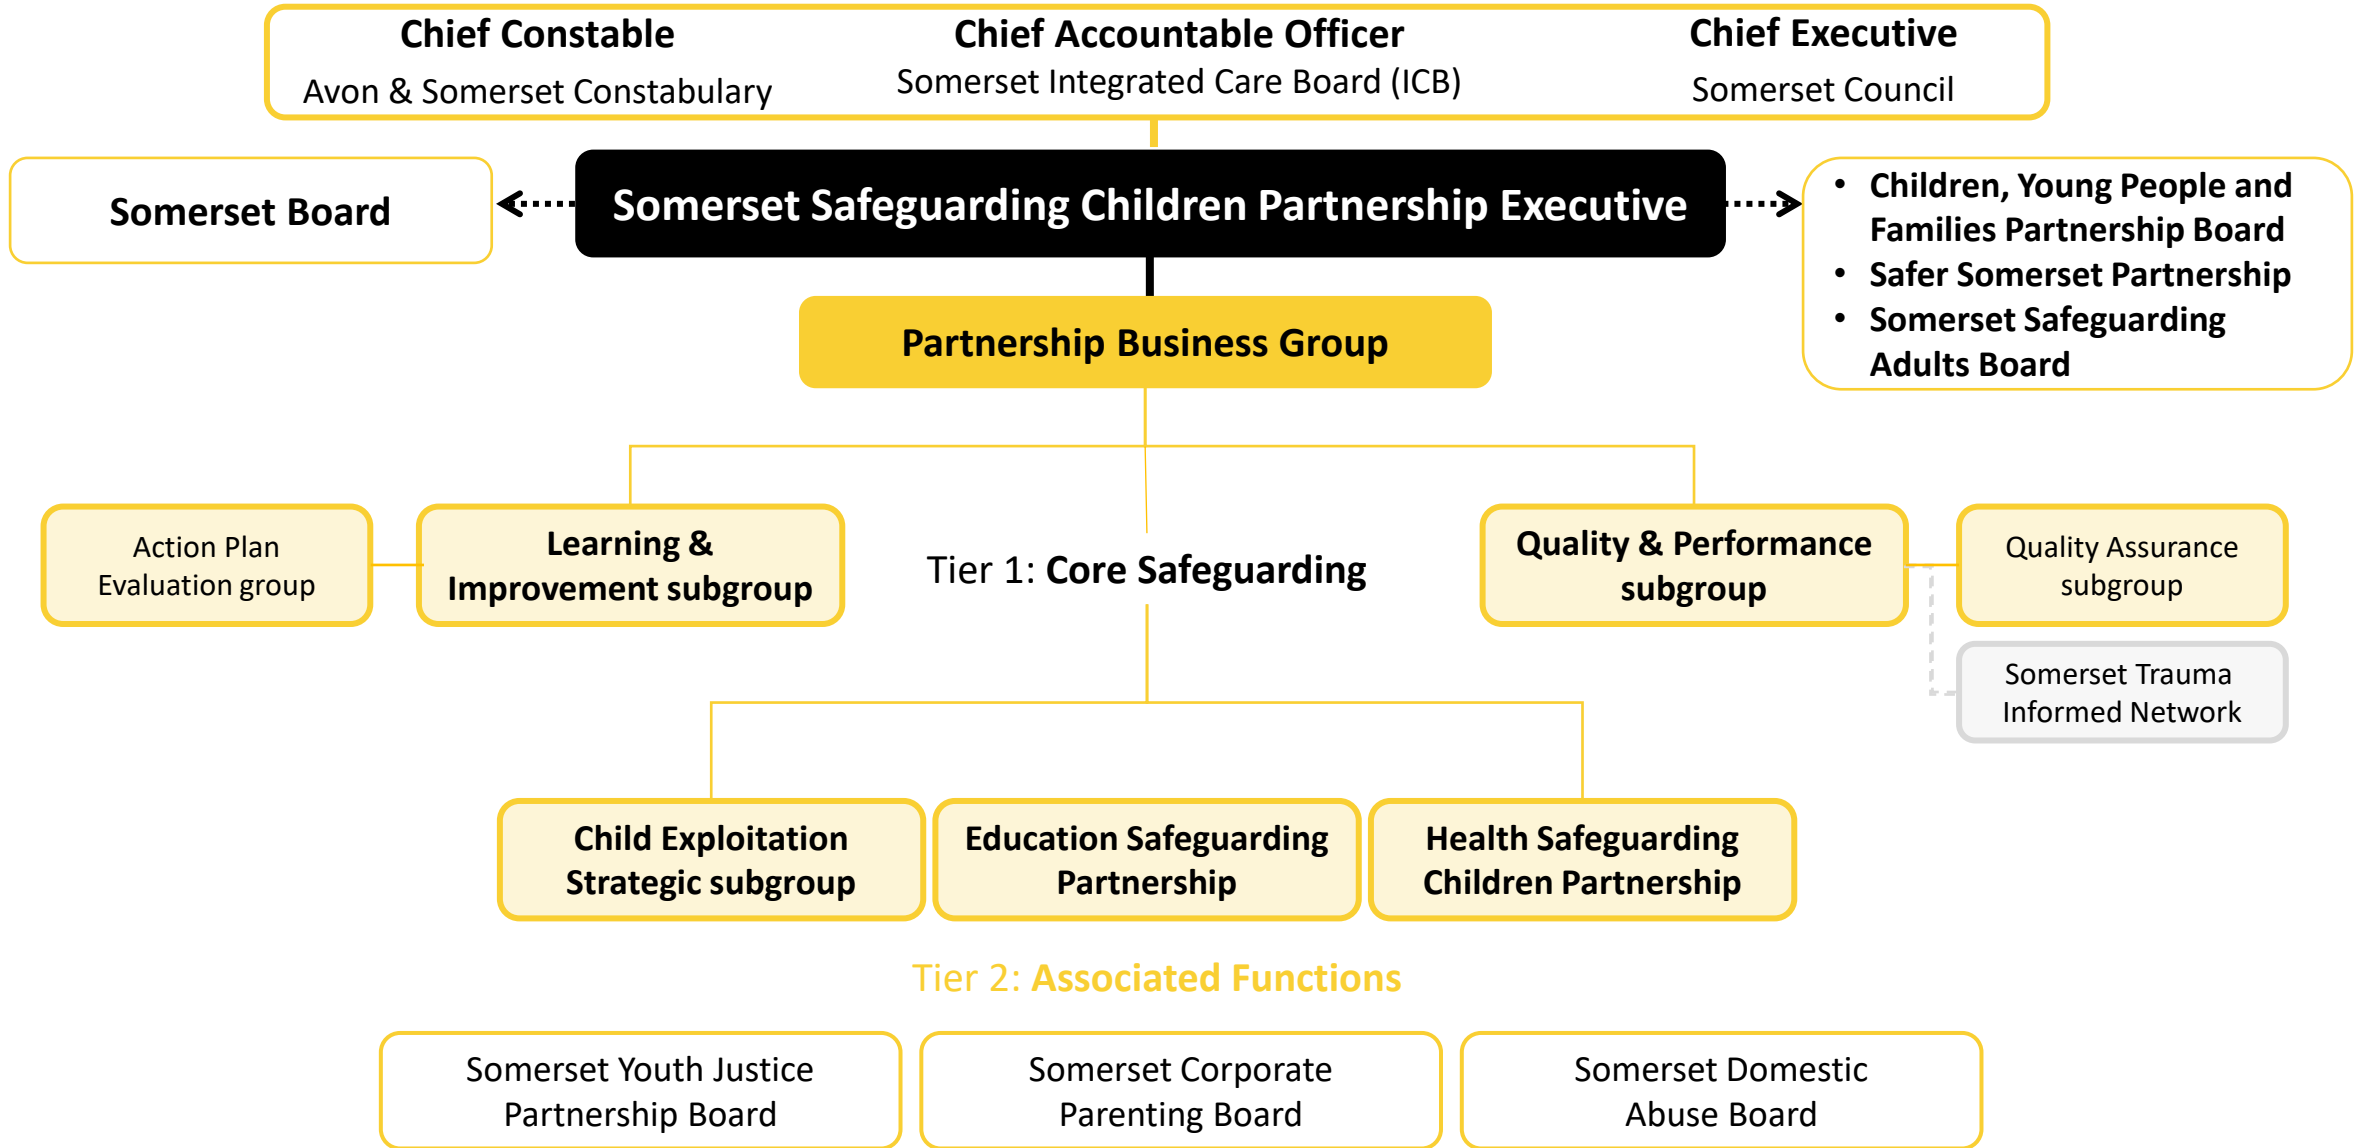 Chief Constable
Avon & Somerset Constabulary
Chief Accountable Officer
Somerset Integrated Care Board (ICB)
Chief Executive
Somerset Council
Somerset Board
Somerset Safeguarding Children Partnership Executive
• Children, Young People and
Families Partnership Board
• Safer Somerset Partnership
• Somerset Safeguarding
Adults Board
Partnership Business Group
Action Plan
Evaluation group
Learning &
Improvement subgroup
Tier 1: Core Safeguarding
Quality & Performance
subgroup
Quality Assurance
subgroup
Somerset Trauma
Informed Network
Child Exploitation
Strategic subgroup
Education Safeguarding
Partnership
Health Safeguarding
Children Partnership
Tier 2: Associated Functions
Somerset Youth Justice
Partnership Board
Somerset Corporate
Parenting Board
Somerset Domestic
Abuse Board